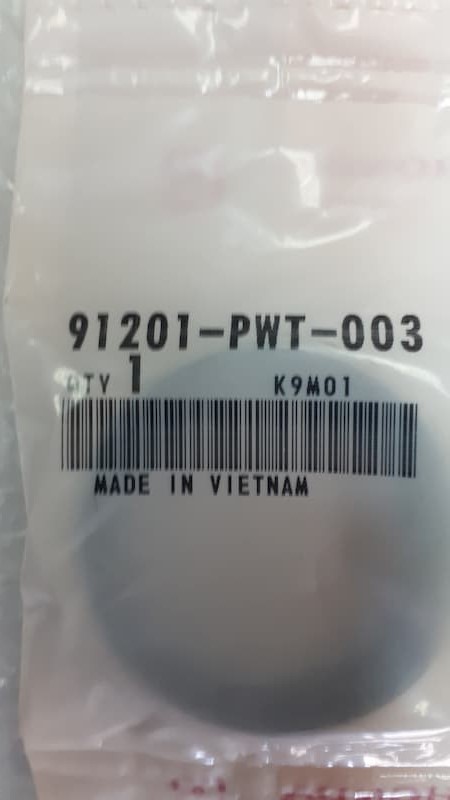 91201-PWT-003
QTY 1 K9M01
MADE IN VIETNAM